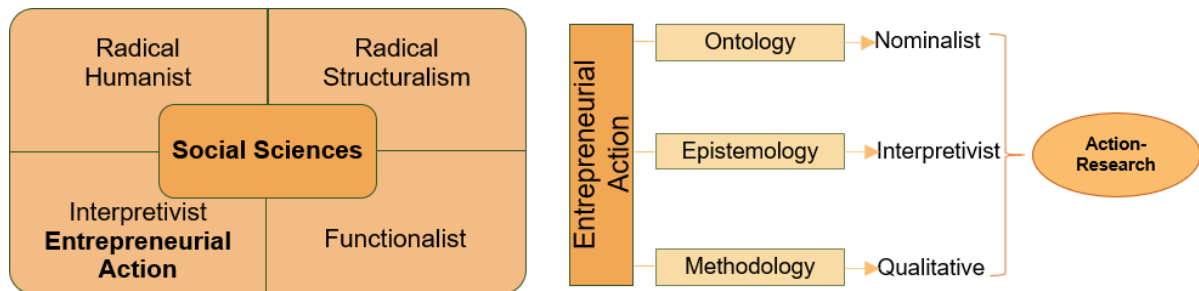 Radical
Humanist
Radical
Structuralism
Social Sciences
Interpretivist
Entrepreneurial
Action
Functionalist
Entrepreneurial
Action
Ontology
Nominalist
Epistemology
Interpretivist
Methodology
Qualitative
Action-
Research